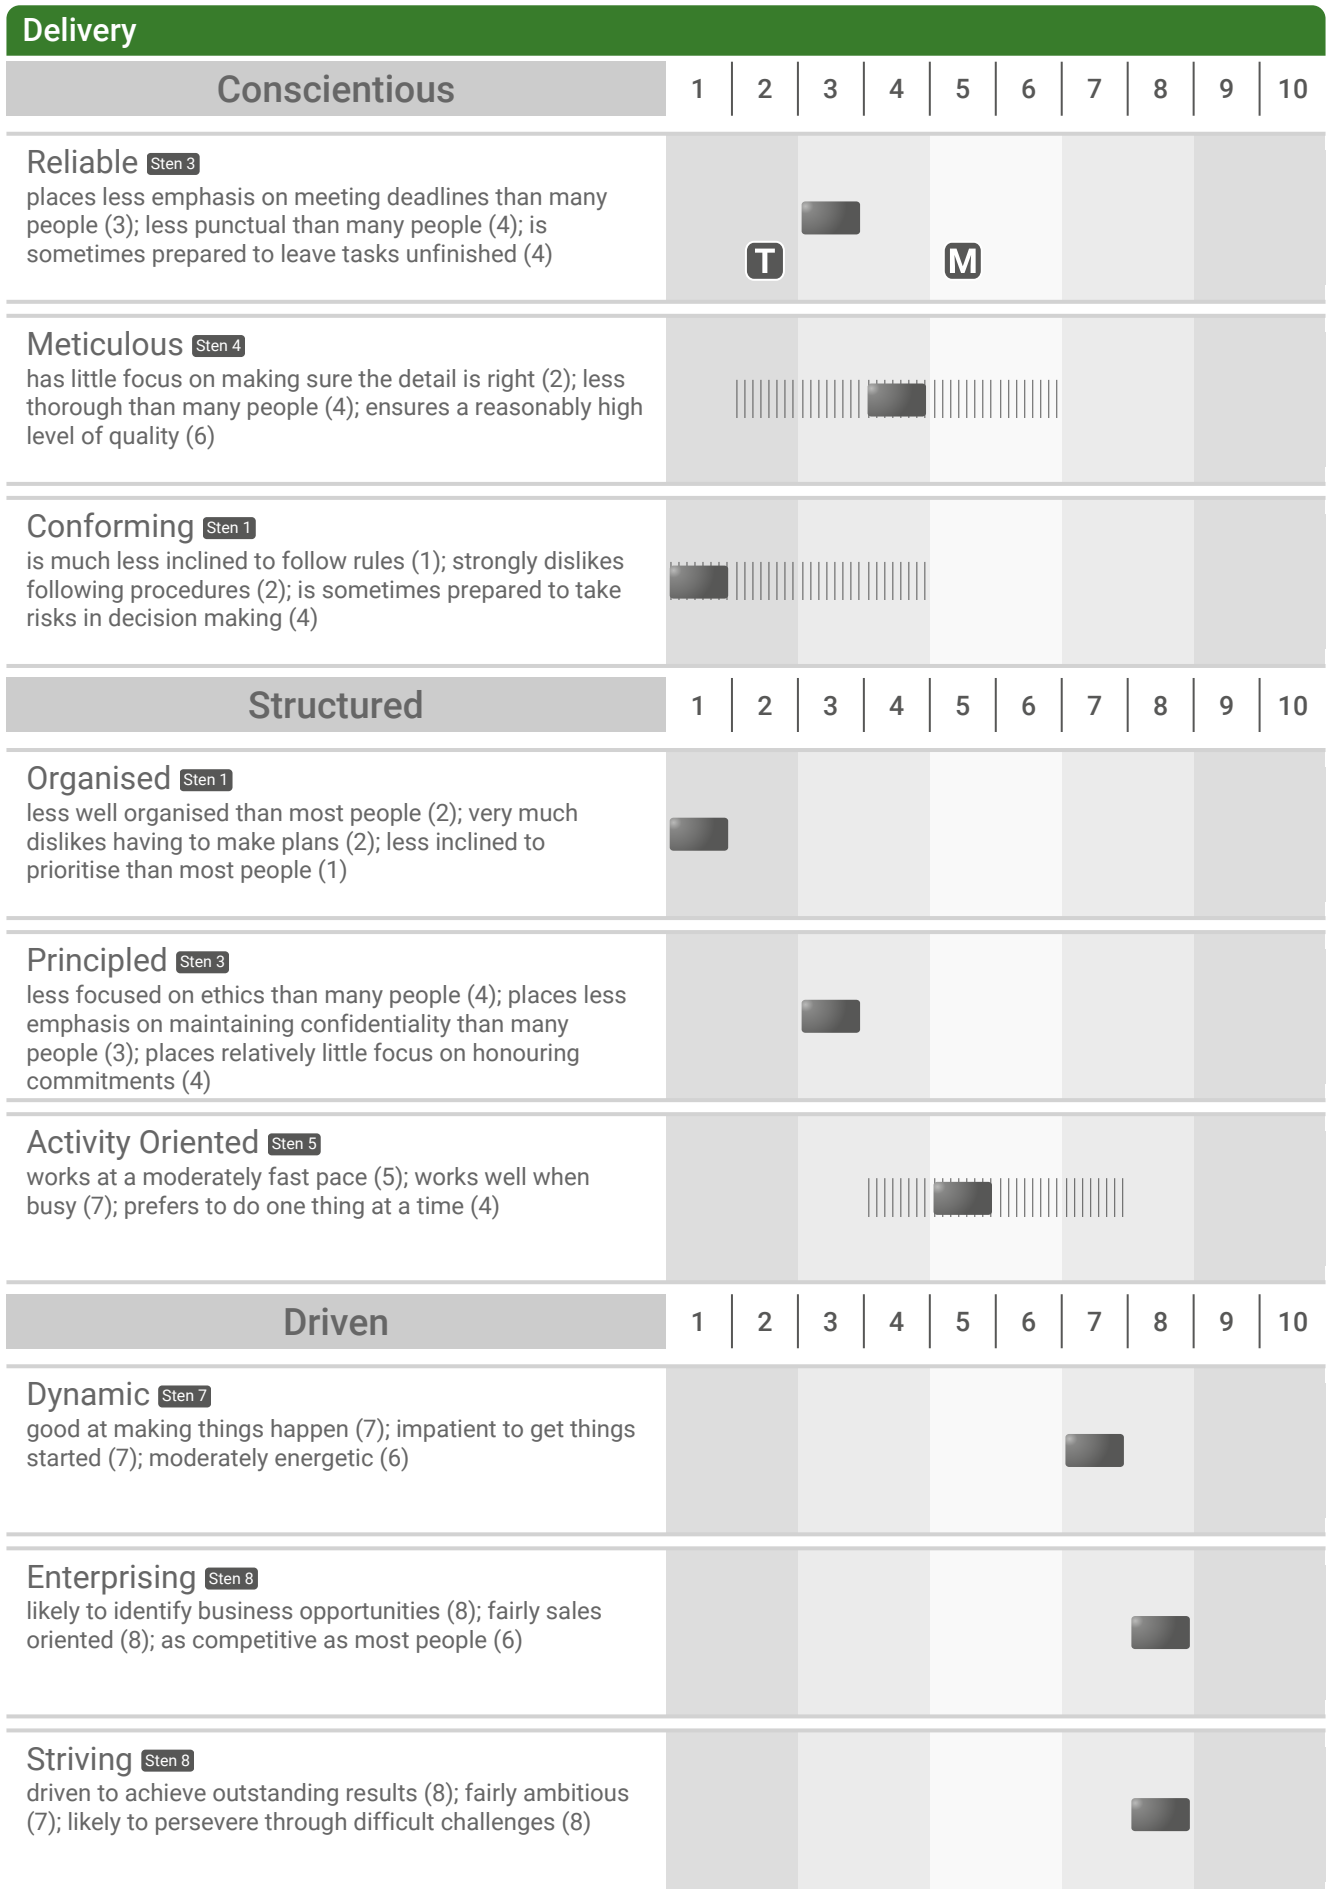 Delivery
Conscientious 1 2 3 4 5 6 7 8 9 10
Reliable Sten 3
places less emphasis on meeting deadlines than many
people (3); less punctual than many people (4); is
sometimes prepared to leave tasks unfinished (4)
T M
Meticulous Sten 4
has little focus on making sure the detail is right (2); less
thorough than many people (4); ensures a reasonably high
level of quality (6)
Conforming Sten 1
is much less inclined to follow rules (1); strongly dislikes
following procedures (2); is sometimes prepared to take
risks in decision making (4)
Structured 1 2 3 4 5 6 7 8 9 10
Organised Sten 1
less well organised than most people (2); very much
dislikes having to make plans (2); less inclined to
prioritise than most people (1)
Principled Sten 3
less focused on ethics than many people (4); places less
emphasis on maintaining confidentiality than many
people (3); places relatively little focus on honouring
commitments (4)
Activity Oriented Sten 5
works at a moderately fast pace (5); works well when
busy (7); prefers to do one thing at a time (4)
Driven 1 2 3 4 5 6 7 8 9 10
Dynamic Sten 7
good at making things happen (7); impatient to get things
started (7); moderately energetic (6)
Enterprising Sten 8
likely to identify business opportunities (8); fairly sales
oriented (8); as competitive as most people (6)
Striving Sten 8
driven to achieve outstanding results (8); fairly ambitious
(7); likely to persevere through difficult challenges (8)